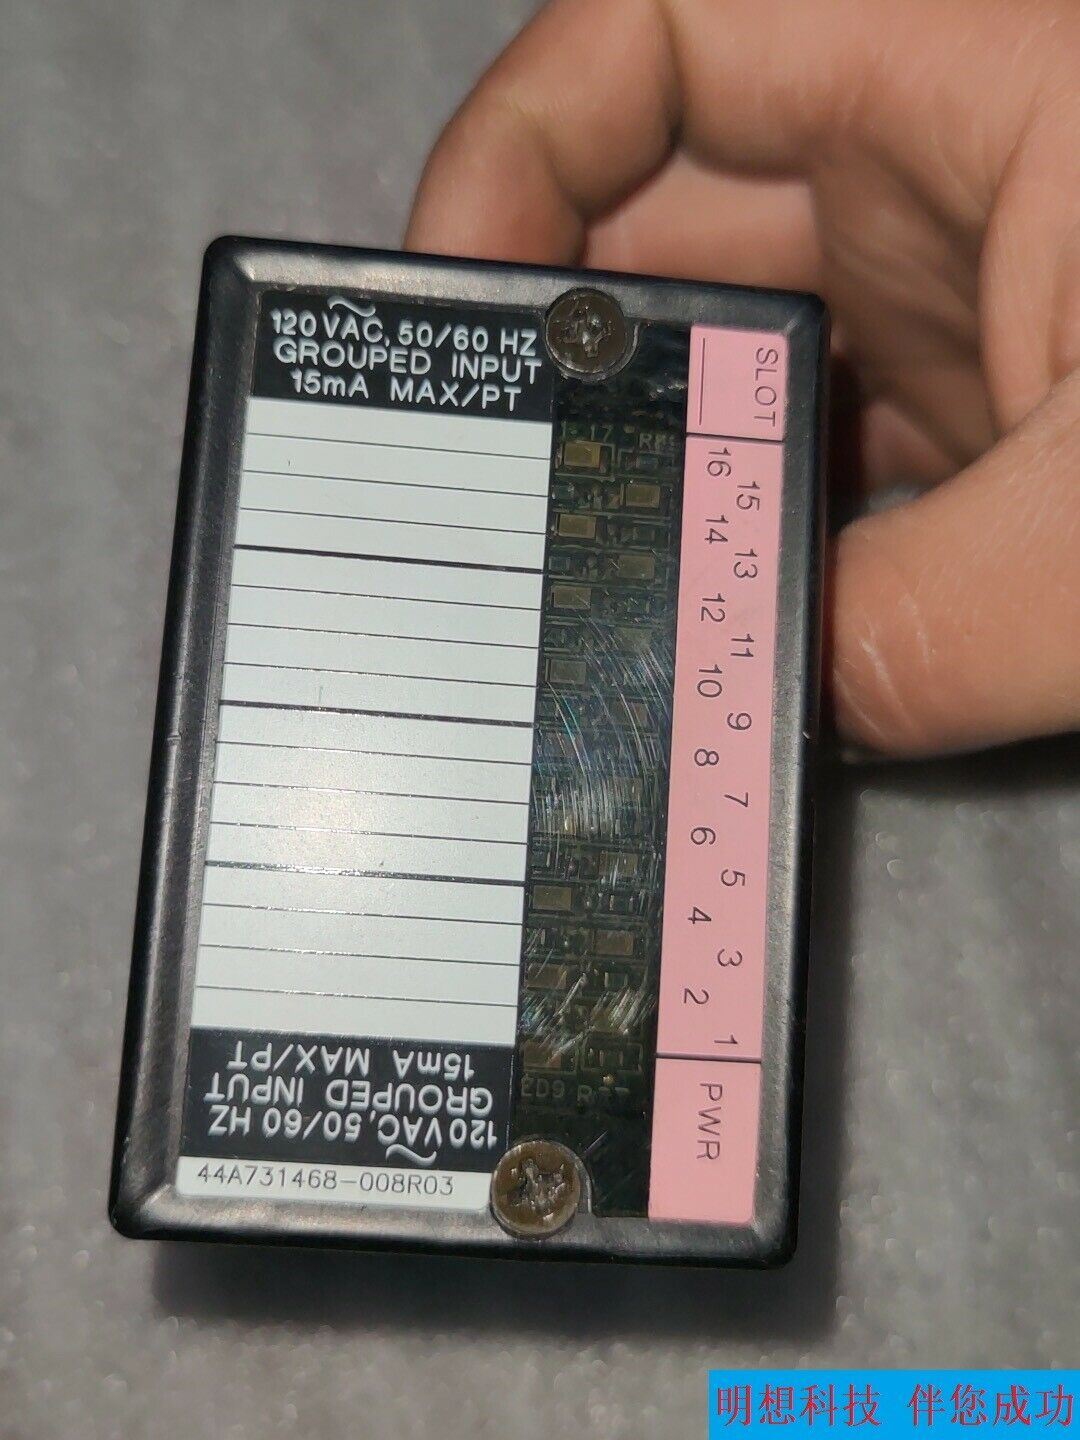 120 VAC, 50/60 HZ
GROUPED INPUT
15mA MAX/PT
SLOT
16 15
14 13
12 11
10 9
8 7
6 5
4 3
2 1
PWR
120 VAC, 50/60 HZ
GROUPED INPUT
15mA MAX/PT
44A731468-008R03
明想科技 伴您成功